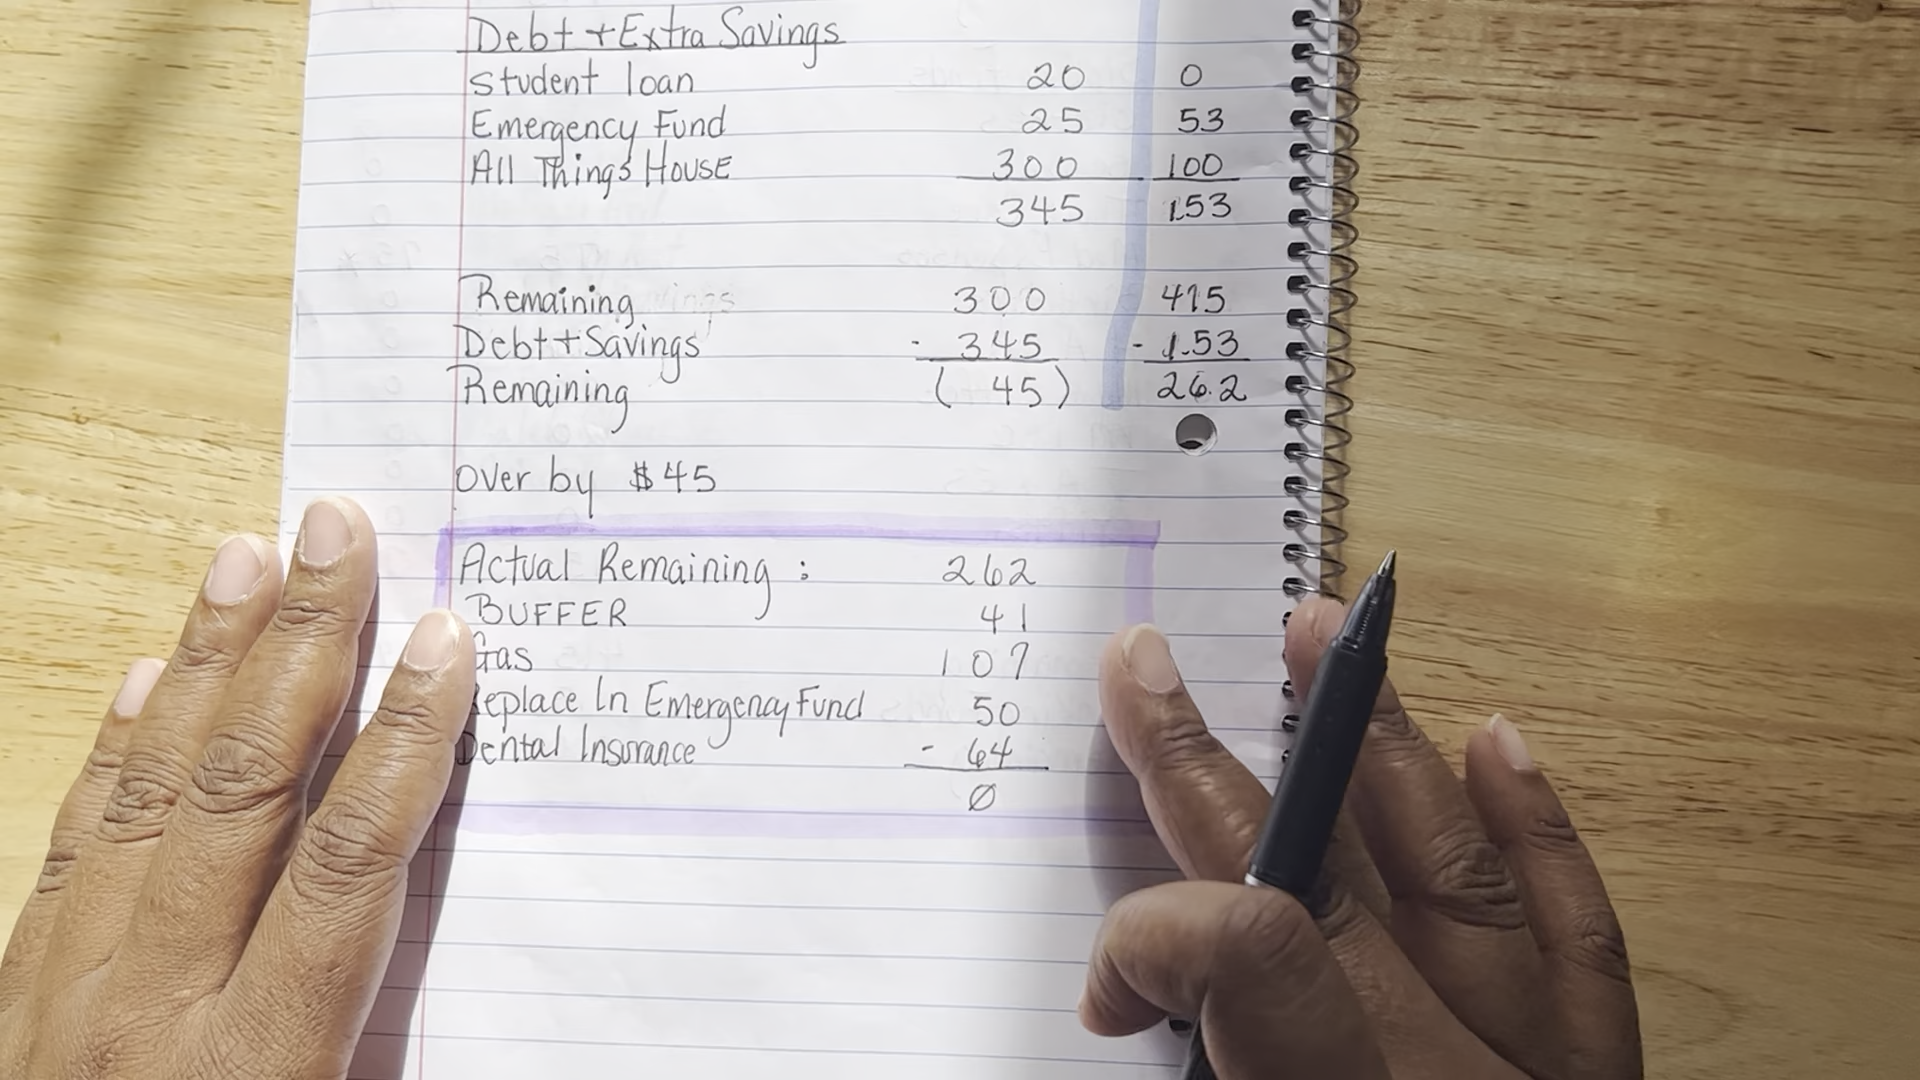 Debt + Extra Savings
Student loan 20 0
Emergency Fund 25 53
All Things House 300 100
345 153
Remaining 300 415
Debt + Savings - 345 - 153
Remaining (45) 262
over by $45
Actual Remaining : 262
BUFFER 41
Gas 107
Replace In Emergency Fund 50
Dental Insurance - 64
0